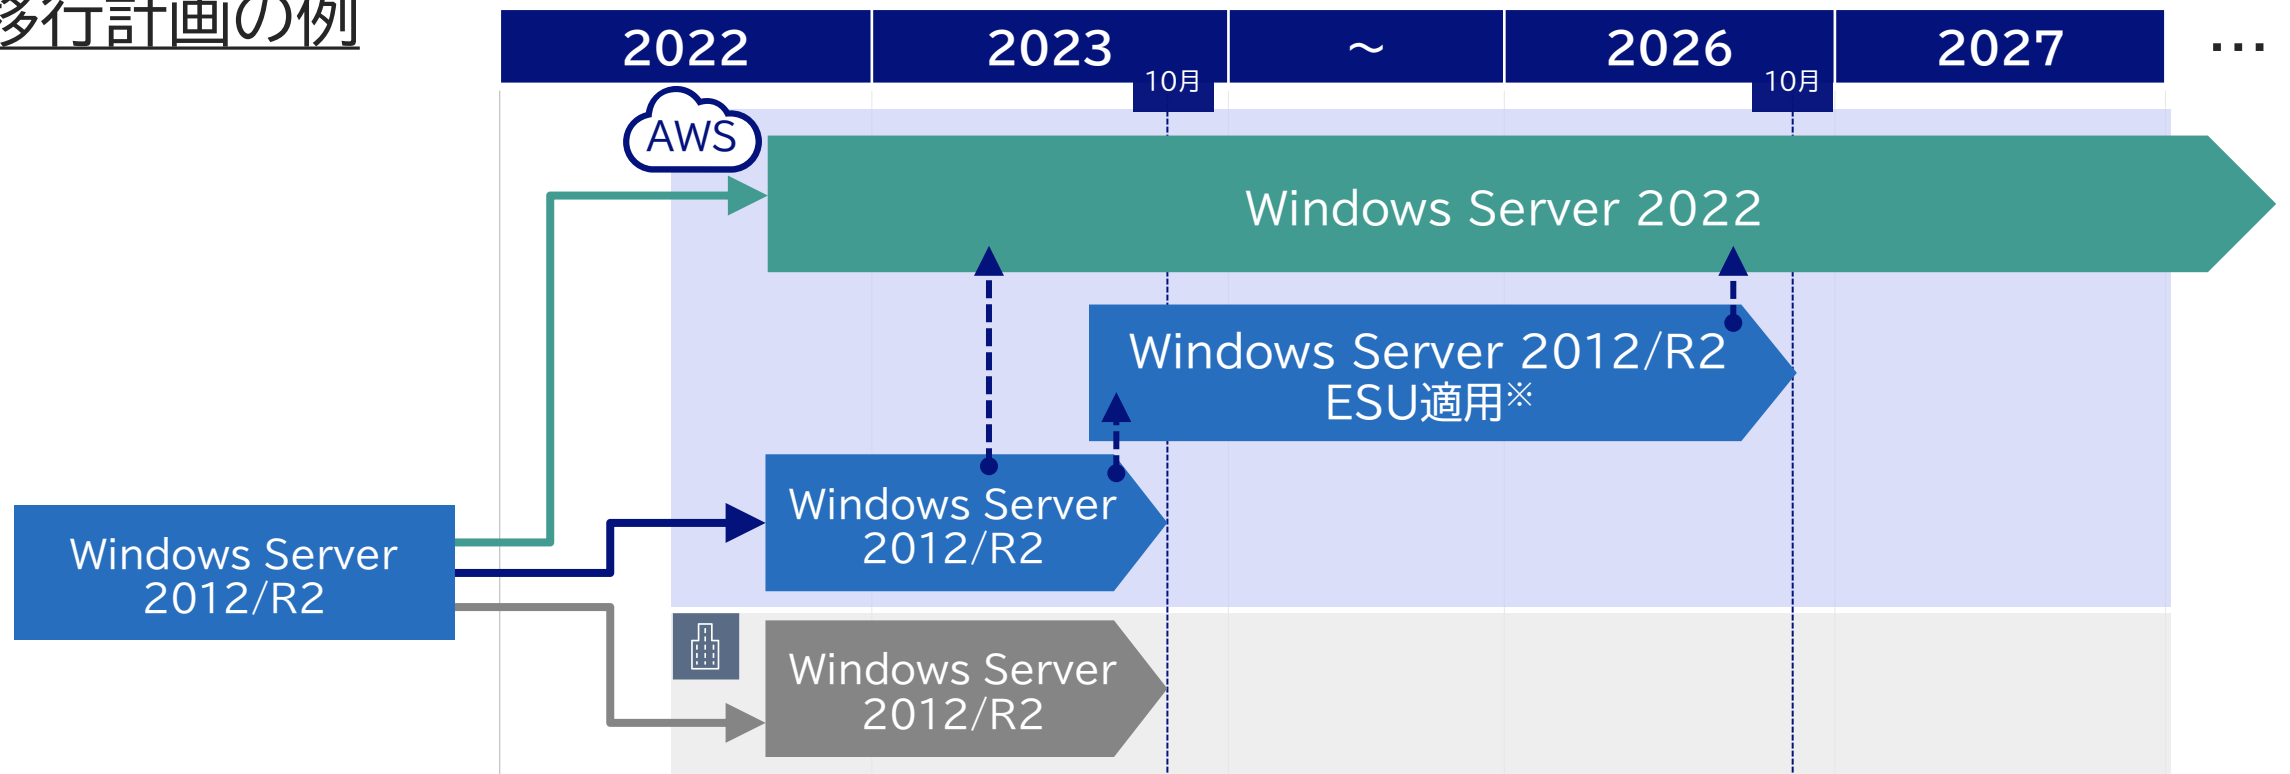 移行計画の例
2022
2023
～
2026
2027
…
10月
10月
AWS
Windows Server 2022
Windows Server 2012/R2
ESU適用※
Windows Server
2012/R2
Windows Server
2012/R2
Windows Server
2012/R2